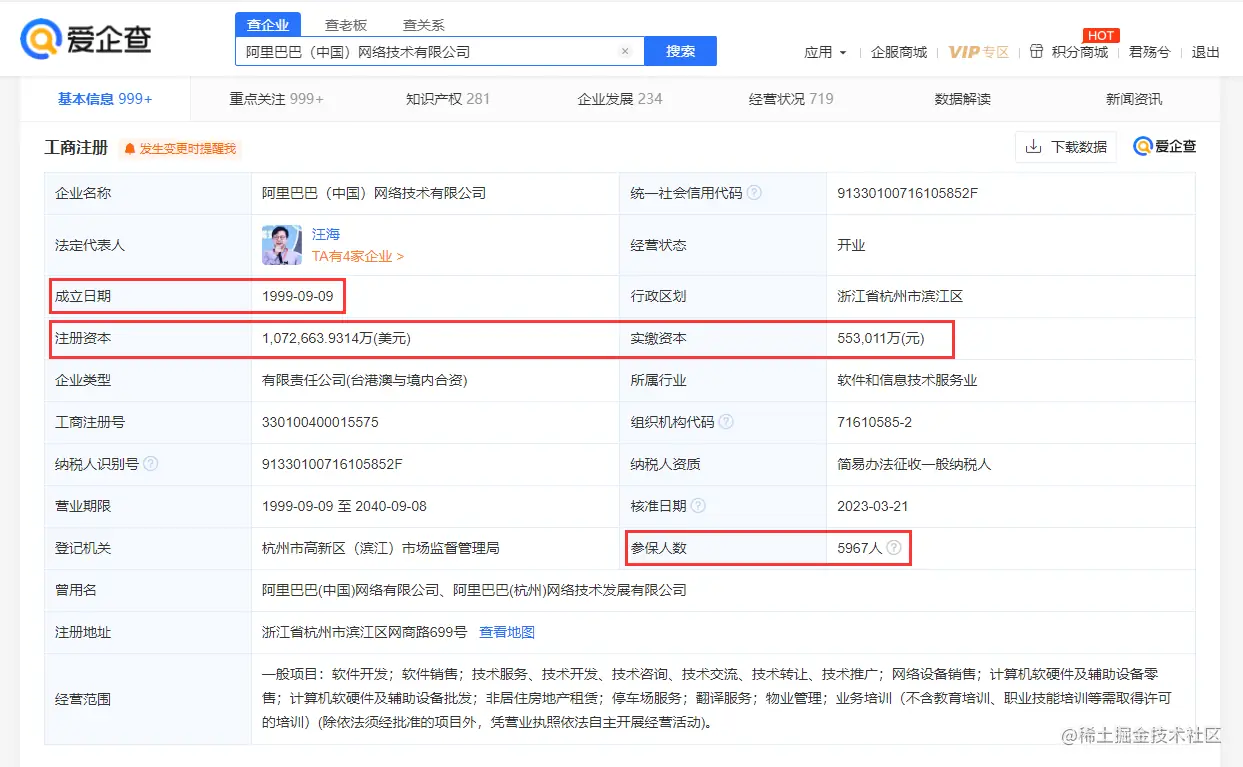 爱企查
查企业 查老板 查关系
阿里巴巴（中国）网络技术有限公司 × 搜索
应用 企服商城 VIP专区 积分商城 HOT 君殇兮 退出
基本信息 999+ 重点关注 999+ 知识产权 281 企业发展 234 经营状况 719 数据解读 新闻资讯
工商注册 发生变更时提醒我 下载数据 爱企查
企业名称 阿里巴巴（中国）网络技术有限公司 统一社会信用代码 ? 91330100716105852F
法定代表人 汪海 经营状态 开业
TA有4家企业 >
成立日期 1999-09-09 行政区划 浙江省杭州市滨江区
注册资本 1,072,663.9314万(美元) 实缴资本 553,011万(元)
企业类型 有限责任公司(台港澳与境内合资) 所属行业 软件和信息技术服务业
工商注册号 330100400015575 组织机构代码 ? 71610585-2
纳税人识别号 ? 91330100716105852F 纳税人资质 简易办法征收一般纳税人
营业期限 1999-09-09 至 2040-09-08 核准日期 ? 2023-03-21
登记机关 杭州市高新区（滨江）市场监督管理局 参保人数 5967人 ?
曾用名 阿里巴巴(中国)网络有限公司、阿里巴巴(杭州)网络技术发展有限公司
注册地址 浙江省杭州市滨江区网商路699号 查看地图
经营范围 一般项目：软件开发；软件销售；技术服务、技术开发、技术咨询、技术交流、技术转让、技术推广；网络设备销售；计算机软硬件及辅助设备零
售；计算机软硬件及辅助设备批发；非居住房地产租赁；停车场服务；翻译服务；物业管理；业务培训（不含教育培训、职业技能培训等需取得许可
的培训）(除依法须经批准的项目外，凭营业执照依法自主开展经营活动)。
@稀土掘金技术社区